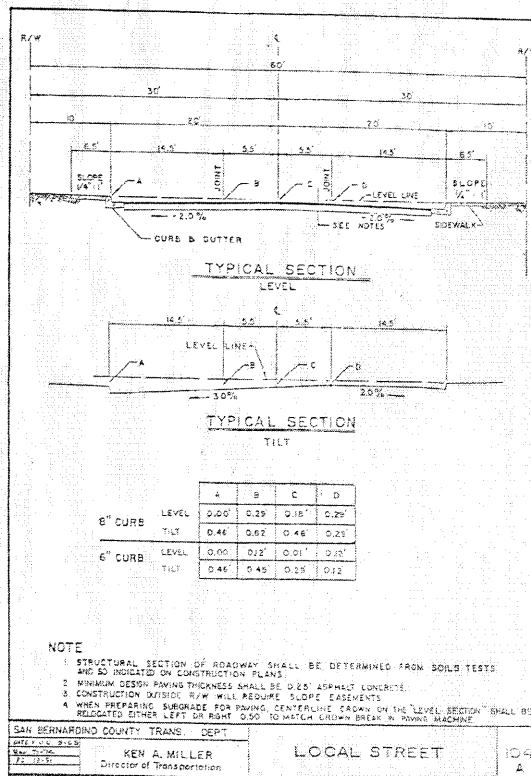 R/W ℄ R/W
60'
30' 30'
10' 20' 20' 10'
6.5' 14.5' 5.5' 5.5' 14.5' 6.5'
SLOPE 1/4":1' JOINT JOINT SLOPE
A B C D LEVEL LINE
-2.0% -2.0%
SEE NOTES SIDEWALK
CURB & GUTTER
TYPICAL SECTION
LEVEL
℄
14.5' 5.5' 5.5' 14.5'
LEVEL LINE
A B C D
3.0% 2.0%
TYPICAL SECTION
TILT
A B C D
8" CURB LEVEL 0.00' 0.29' 0.18' 0.29'
TILT 0.46' 0.62' 0.46' 0.29'
6" CURB LEVEL 0.00 0.12' 0.01' 0.12'
TILT 0.46' 0.45' 0.29' 0.12'
NOTE
1. STRUCTURAL SECTION OF ROADWAY SHALL BE DETERMINED FROM SOILS TESTS
AND SO INDICATED ON CONSTRUCTION PLANS.
2 MINIMUM DESIGN PAVING THICKNESS SHALL BE 0.25' ASPHALT CONCRETE.
3. CONSTRUCTION OUTSIDE R/W WILL REQUIRE SLOPE EASEMENTS
4 WHEN PREPARING SUBGRADE FOR PAVING, CENTERLINE CROWN ON THE "LEVEL SECTION" SHALL BE
RELOCATED EITHER LEFT OR RIGHT 0.50' TO MATCH CROWN BREAK IN PAVING MACHINE
SAN BERNARDINO COUNTY TRANS. DEPT
KEN A. MILLER
Director of Transportation
LOCAL STREET
104
A